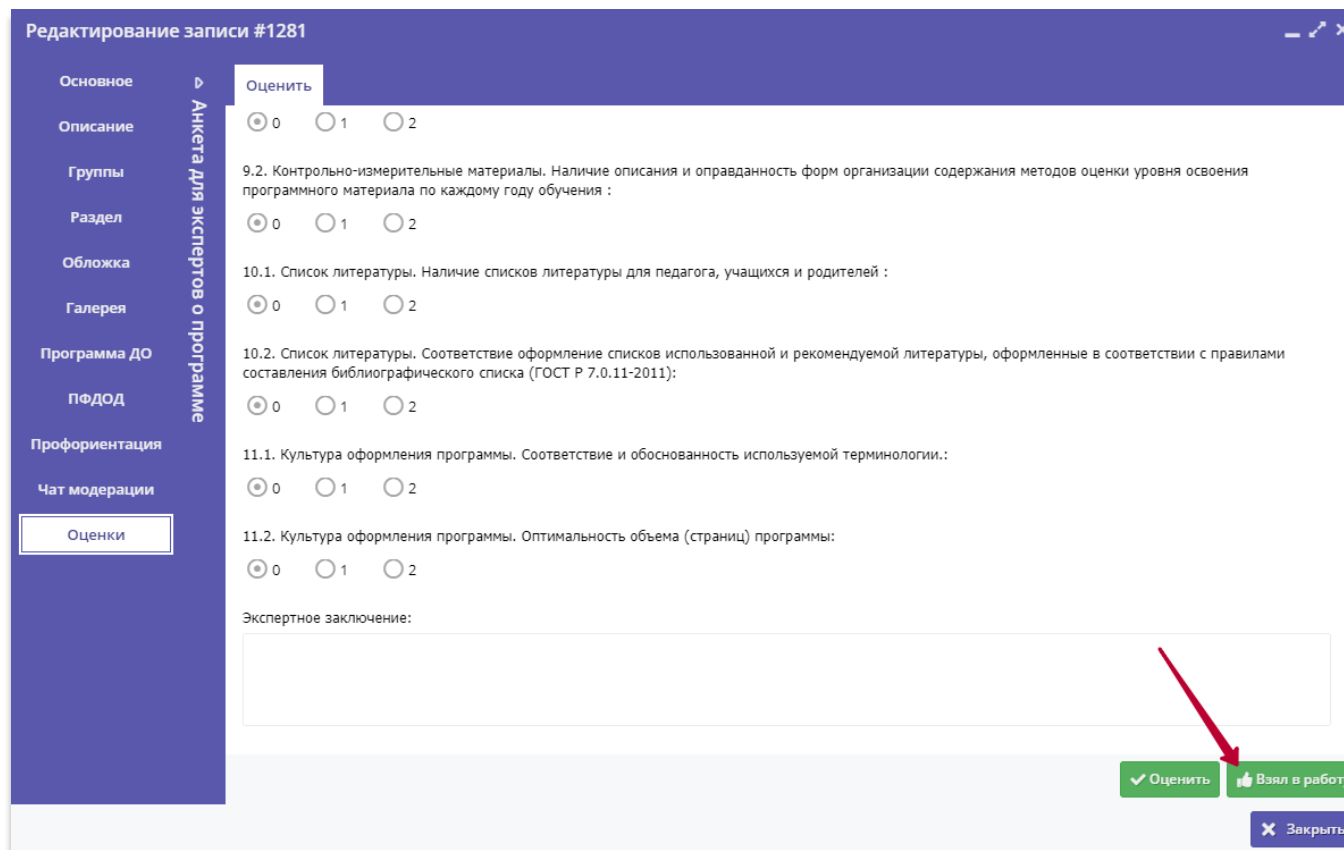 Редактирование записи #1281
Основное
Описание
Группы
Раздел
Обложка
Галерея
Программа ДО
ПФДОД
Профориентация
Чат модерации
Оценки
Анкета для экспертов о программе
Оценить
0 1 2
9.2. Контрольно-измерительные материалы. Наличие описания и оправданность форм организации содержания методов оценки уровня освоения
программного материала по каждому году обучения :
0 1 2
10.1. Список литературы. Наличие списков литературы для педагога, учащихся и родителей :
0 1 2
10.2. Список литературы. Соответствие оформление списков использованной и рекомендуемой литературы, оформленные в соответствии с правилами
составления библиографического списка (ГОСТ Р 7.0.11-2011):
0 1 2
11.1. Культура оформления программы. Соответствие и обоснованность используемой терминологии.:
0 1 2
11.2. Культура оформления программы. Оптимальность объема (страниц) программы:
0 1 2
Экспертное заключение:
Оценить Взял в работ
Закрыть